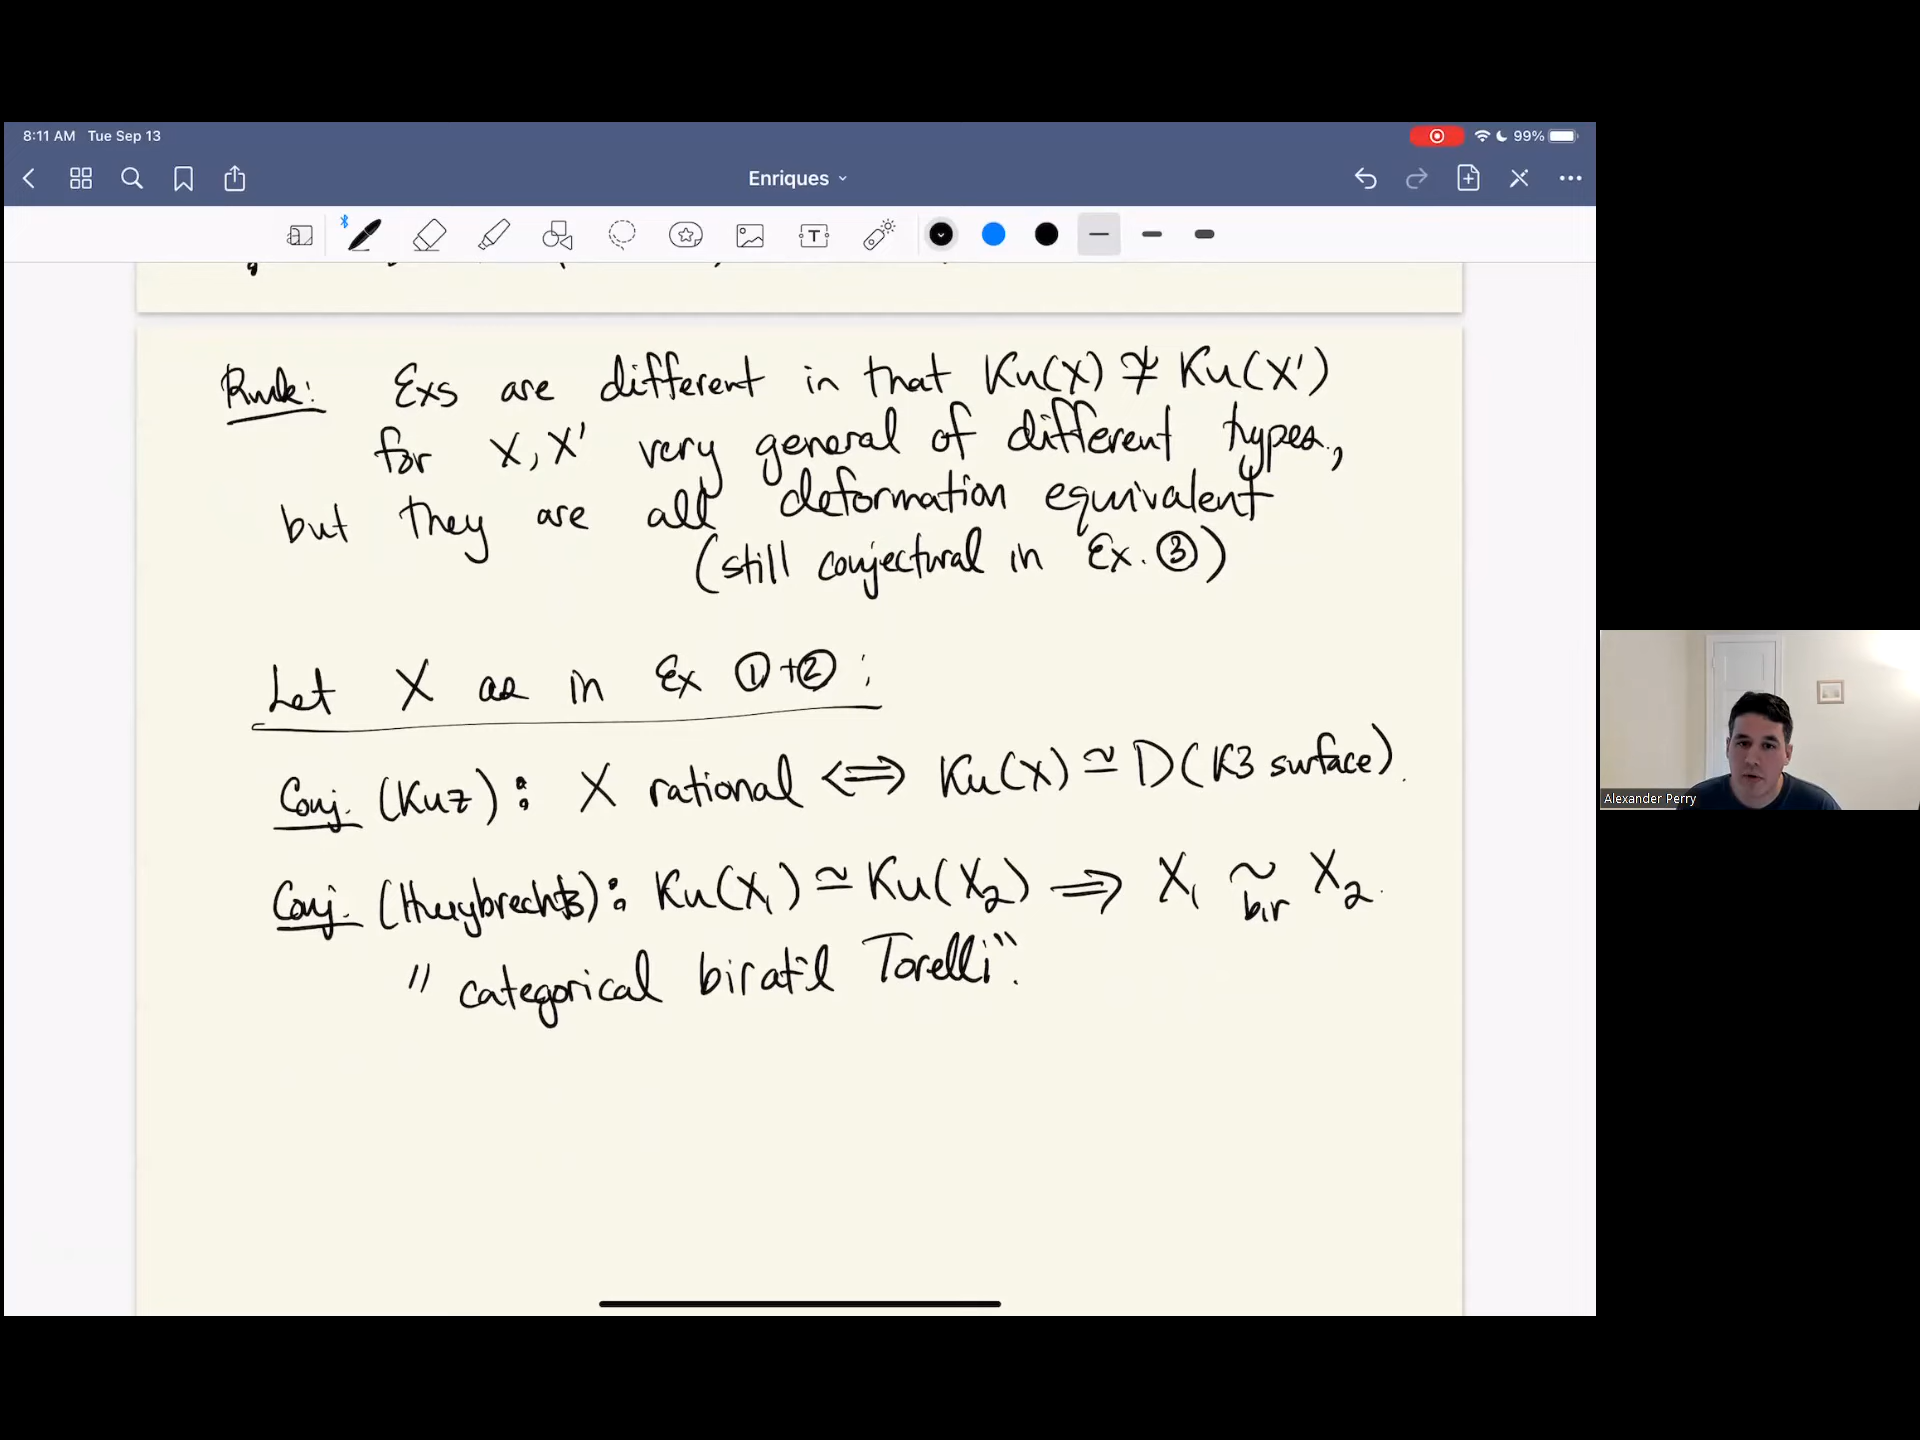 8:11 AM Tue Sep 13
99%
Enriques
T
Rmk: Exs are different in that Ku(X) ≄ Ku(X')
for X, X' very general of different types,
but they are all deformation equivalent
(still conjectural in Ex. ③)
Let X as in Ex ①+②:
Conj. (Kuz): X rational ⟺ Ku(X) ≃ D(K3 surface).
Conj. (Huybrechts): Ku(X₁) ≃ Ku(X₂) ⟹ X₁ ~bir X₂.
"categorical birat'l Torelli".
Alexander Perry